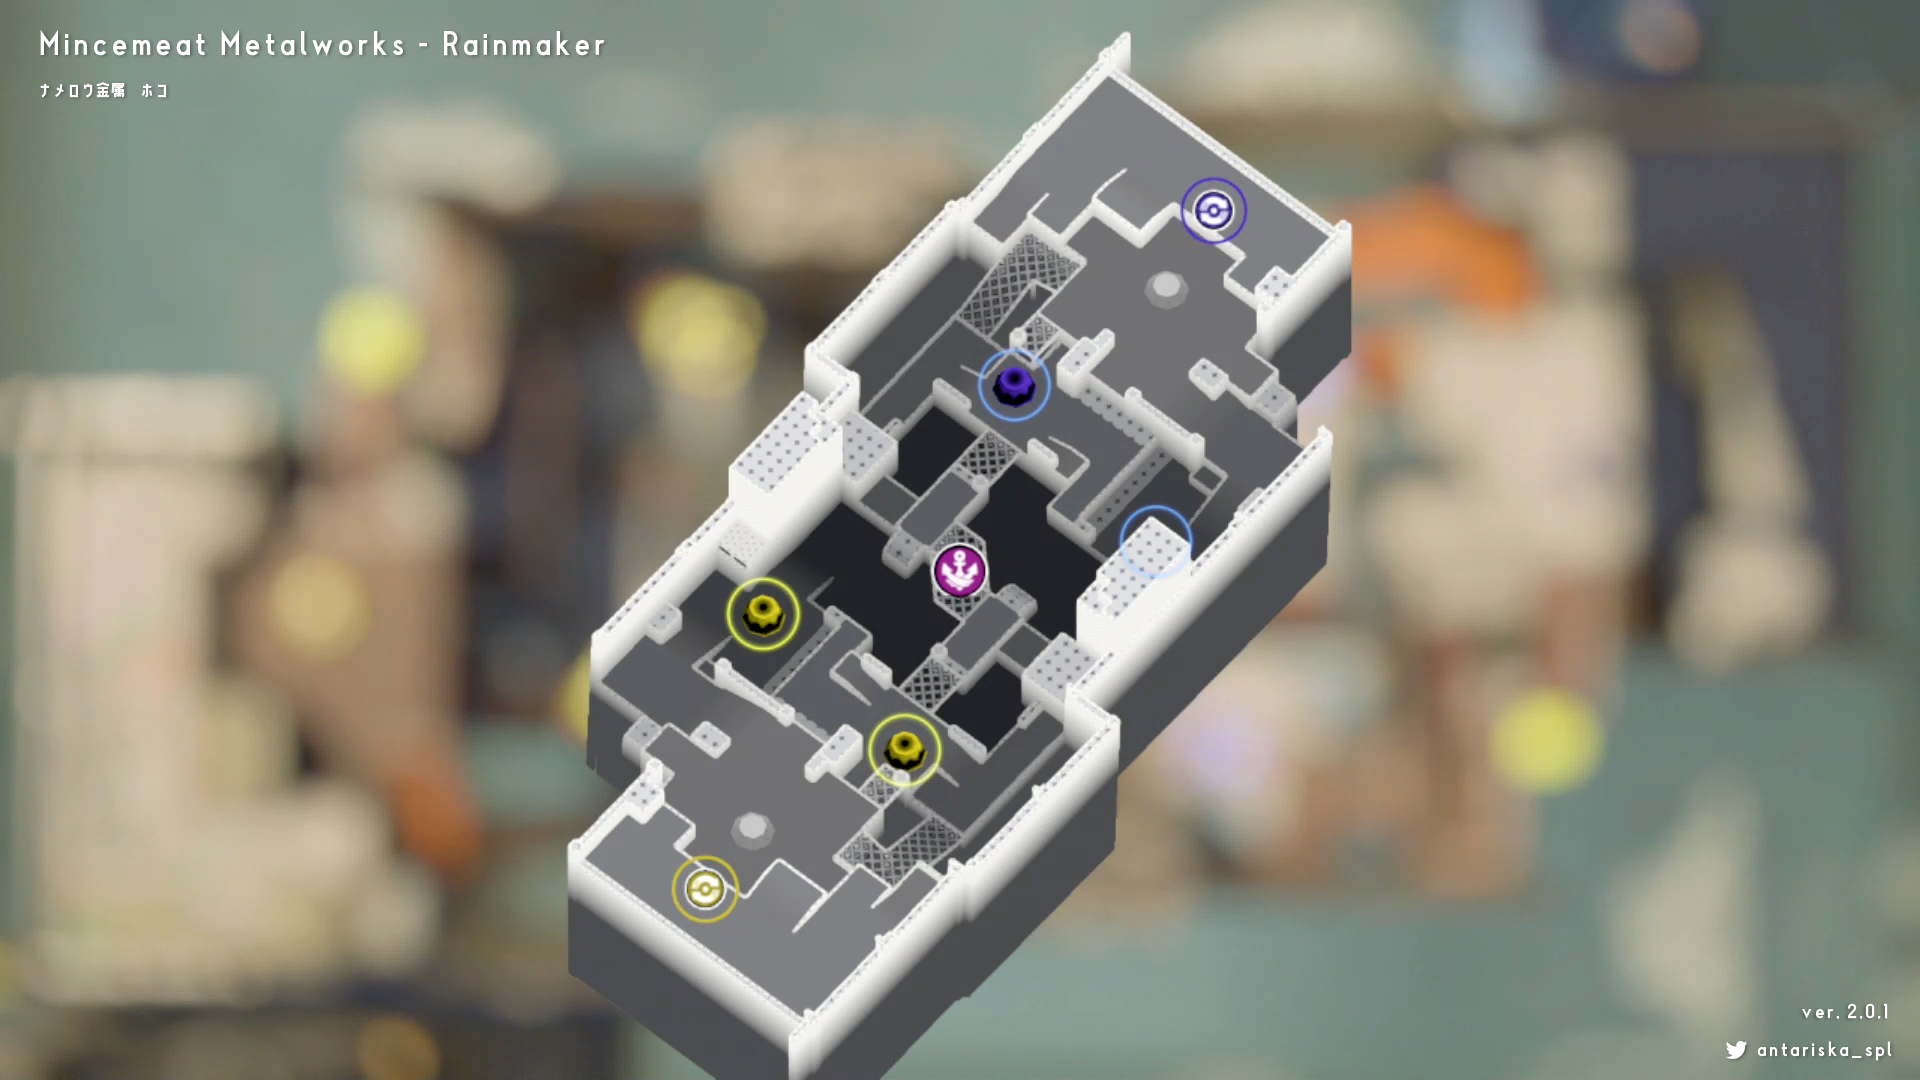 Mincemeat Metalworks - Rainmaker
ナメロウ金属 ホコ
ver. 2.0.1
antariska_spl